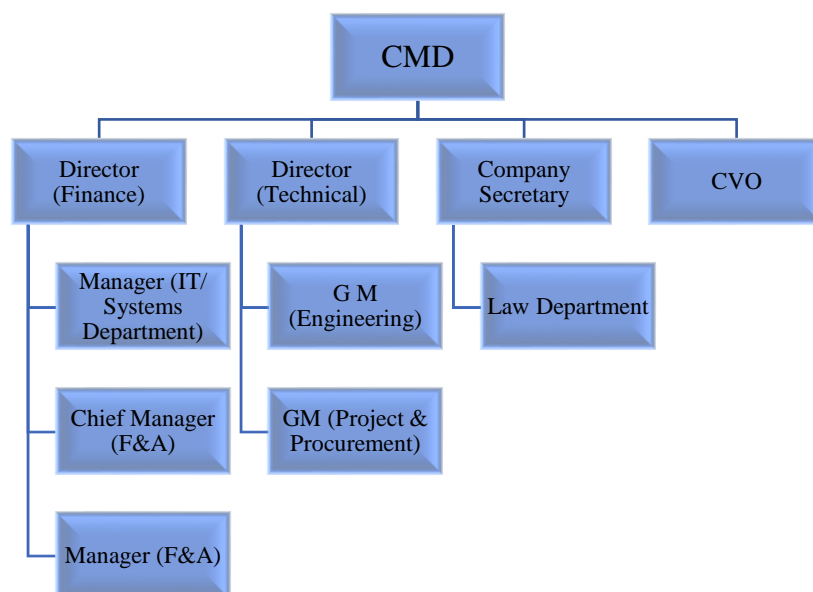 CMD
Director
(Finance)
Director
(Technical)
Company
Secretary
CVO
Manager (IT/
Systems
Department)
G M
(Engineering)
Law Department
Chief Manager
(F&A)
GM (Project &
Procurement)
Manager (F&A)